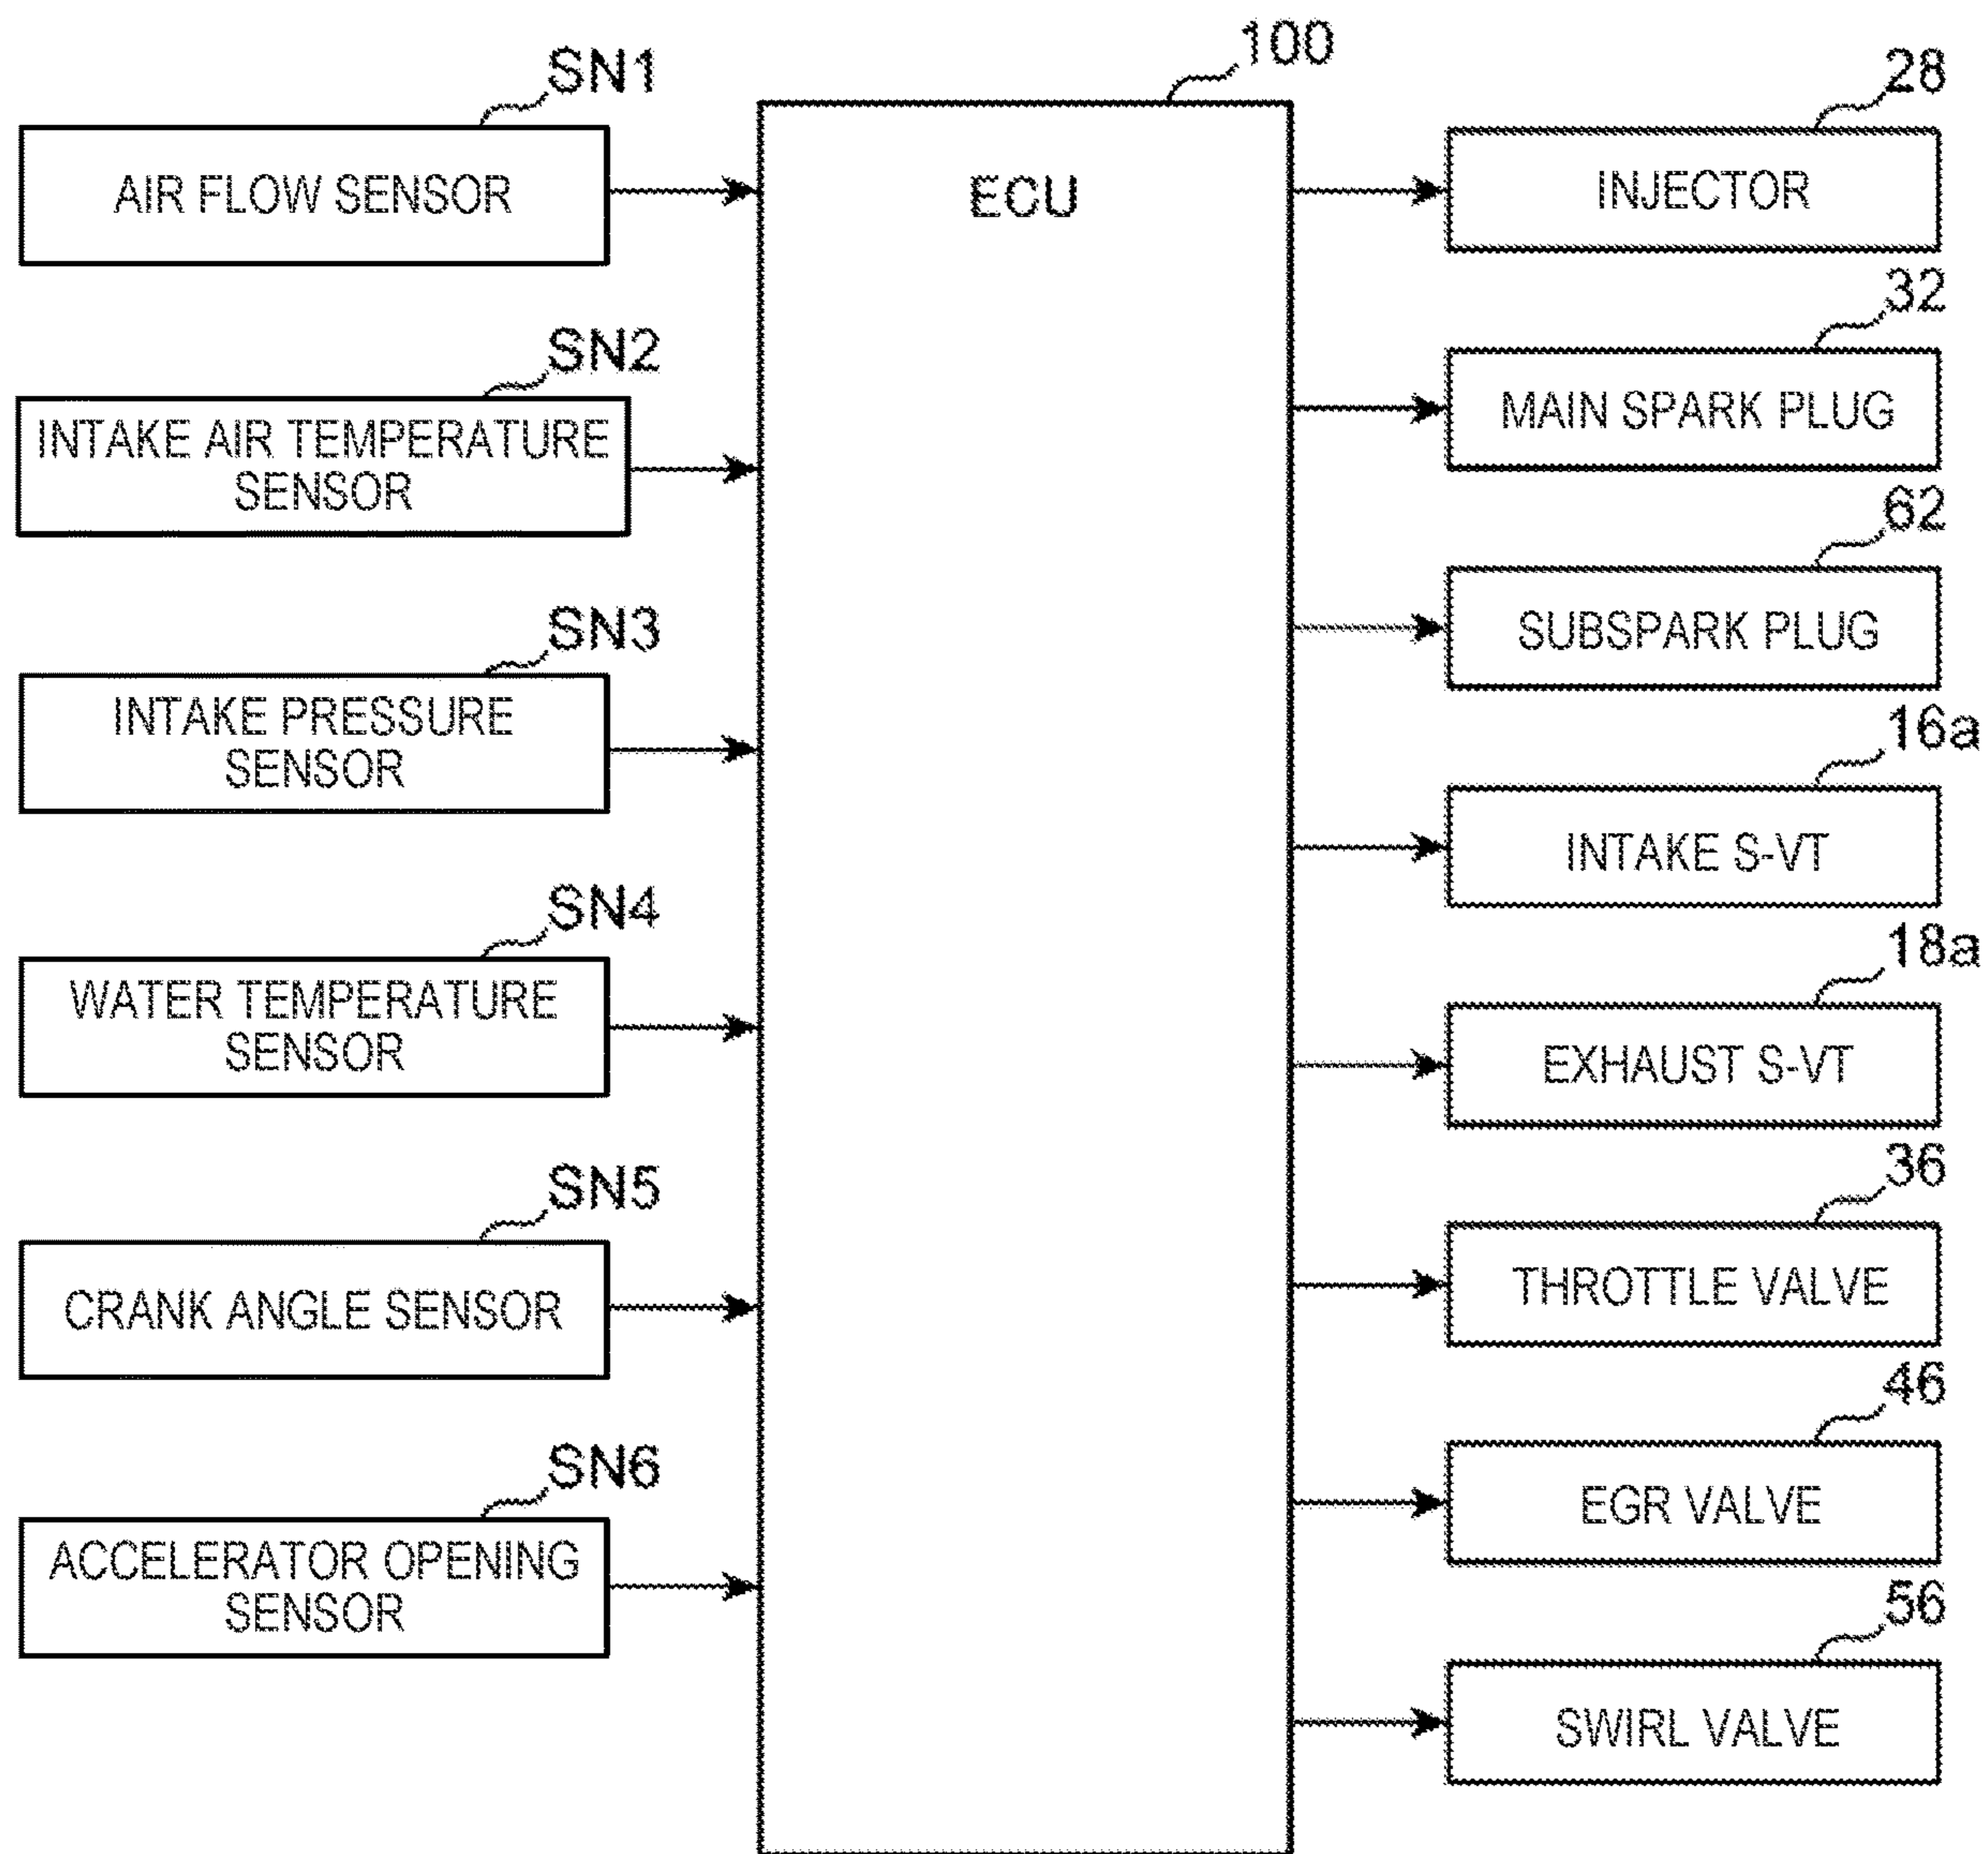 SN1
AIR FLOW SENSOR
SN2
INTAKE AIR TEMPERATURE
SENSOR
SN3
INTAKE PRESSURE
SENSOR
SN4
WATER TEMPERATURE
SENSOR
SN5
CRANK ANGLE SENSOR
SN6
ACCELERATOR OPENING
SENSOR
100
ECU
28
INJECTOR
32
MAIN SPARK PLUG
62
SUBSPARK PLUG
16a
INTAKE S-VT
18a
EXHAUST S-VT
36
THROTTLE VALVE
46
EGR VALVE
56
SWIRL VALVE